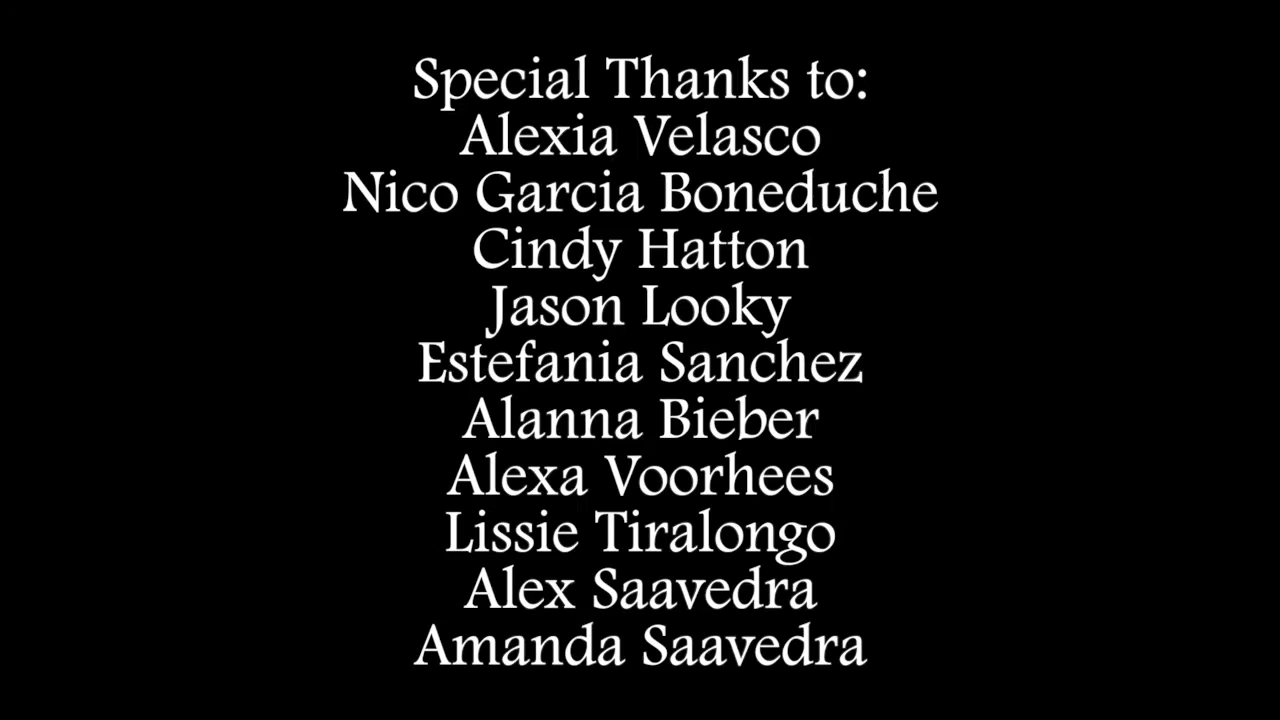 Special Thanks to:
Alexia Velasco
Nico Garcia Boneduche
Cindy Hatton
Jason Looky
Estefania Sanchez
Alanna Bieber
Alexa Voorhees
Lissie Tiralongo
Alex Saavedra
Amanda Saavedra